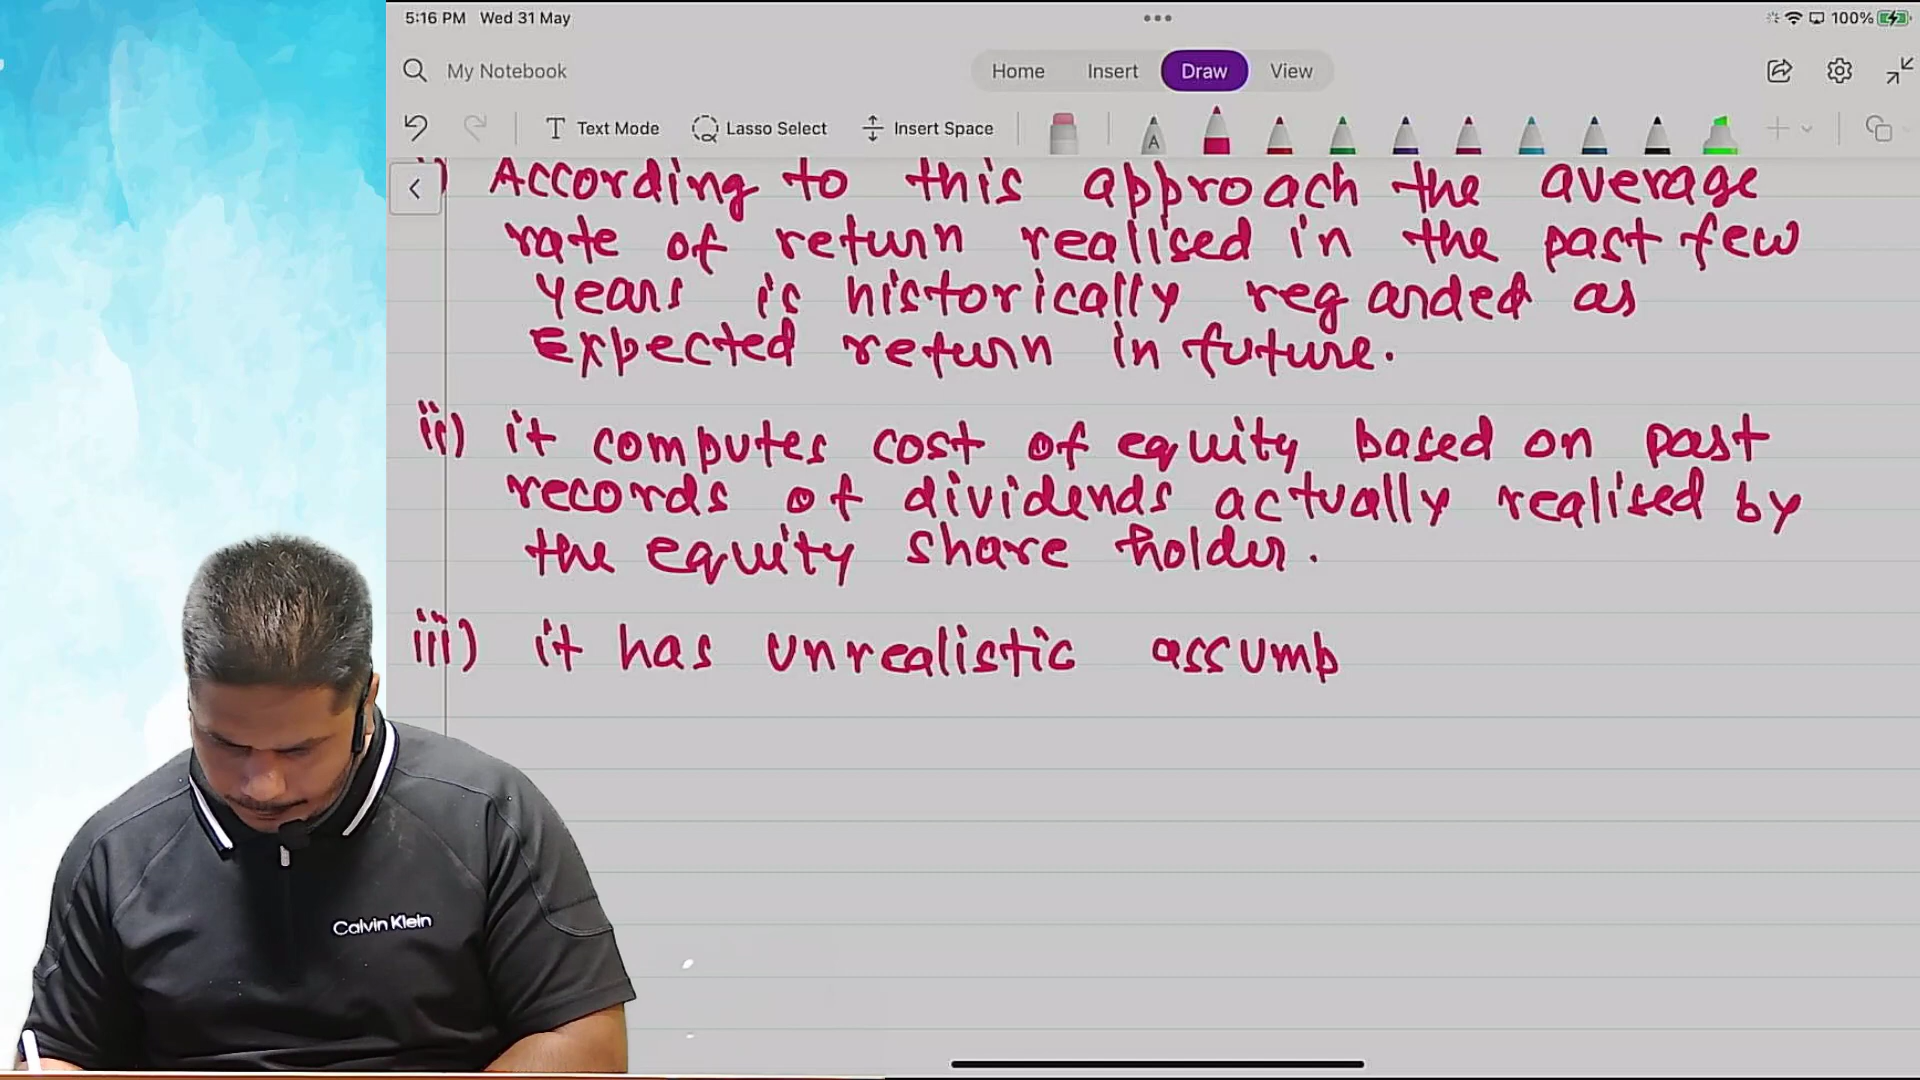 5:16 PM Wed 31 May
100%
My Notebook
Home Insert Draw View
Text Mode Lasso Select Insert Space
A
According to this approach the average
rate of return realised in the past few
years is historically regarded as
Expected return in future.
ii) it computes cost of equity based on past
records of dividends actually realised by
the equity share holder.
iii) it has unrealistic assump
Calvin Klein